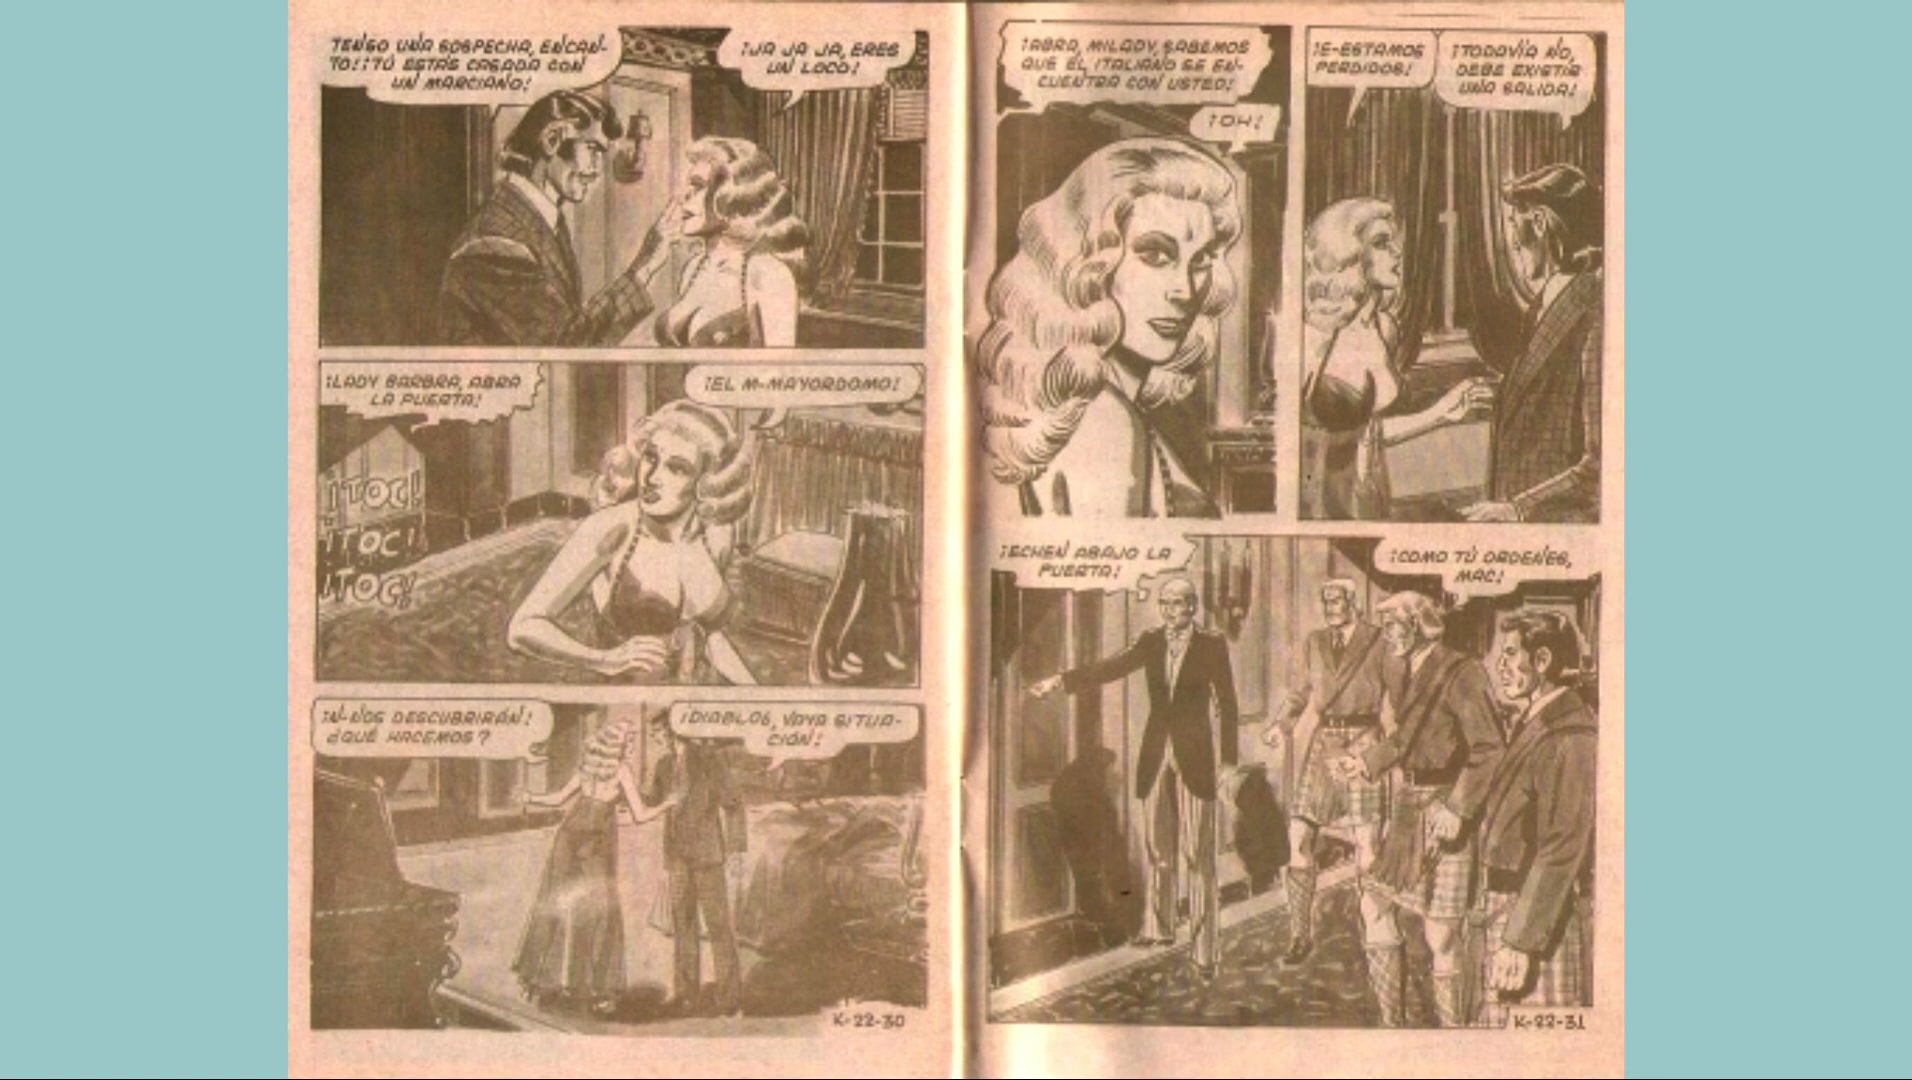 TENGO UNA SOSPECHA, ENCAN-
TO! ¡TÚ ESTÁS CASADA CON
UN MARCIANO!
¡JA JA JA, ERES
UN LOCO!
¡LADY BARBRA, ABRA
LA PUERTA!
¡EL M-MAYORDOMO!
¡TOC!
¡TOC!
¡TOC!
¡N-NOS DESCUBRIRÁN!
¿QUÉ HACEMOS?
¡DIABLOS, VAYA SITUA-
CIÓN!
K-22-30
¡ABRA, MILADY, SABEMOS
QUE EL ITALIANO SE EN-
CUENTRA CON USTED!
¡OH!
¡E-ESTAMOS
PERDIDOS!
¡TODAVÍA NO,
DEBE EXISTIR
UNA SALIDA!
¡ECHEN ABAJO LA
PUERTA!
¡COMO TÚ ORDENES,
MAC!
K-22-31